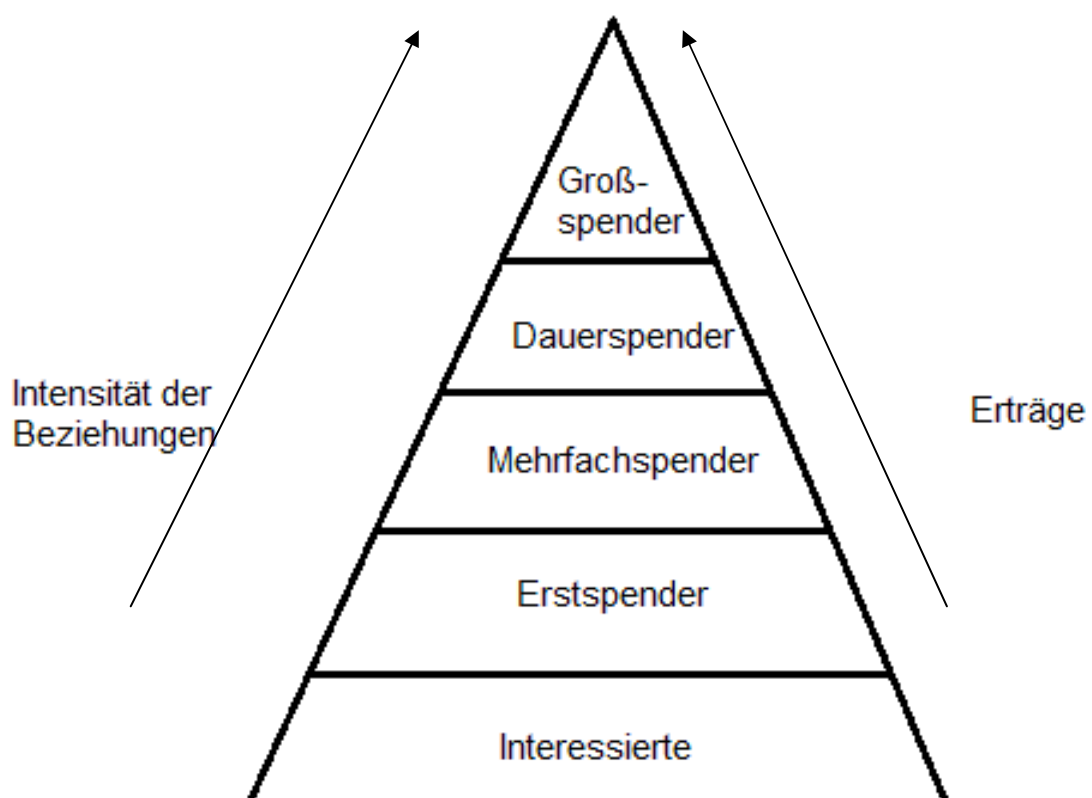 Groß-
spender
Dauerspender
Intensität der
Beziehungen
Erträge
Mehrfachspender
Erstspender
Interessierte